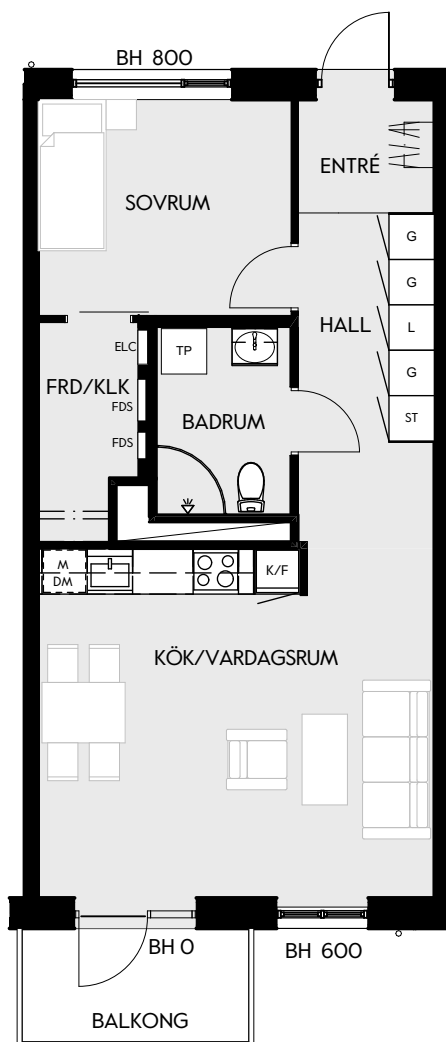 BH 800
ENTRÉ
SOVRUM
G
G
HALL
L
ELC
TP
FRD/KLK
G
FDS
BADRUM
ST
FDS
M
DM
K/F
KÖK/VARDAGSRUM
BH 0
BH 600
BALKONG